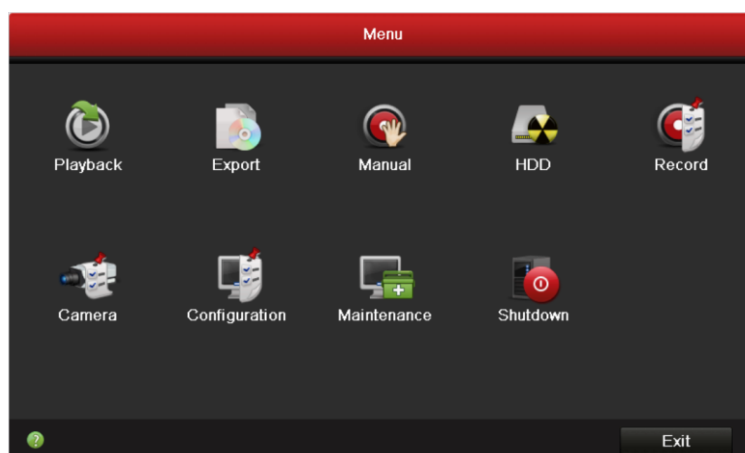 Menu
Playback
Export
Manual
HDD
Record
Camera
Configuration
Maintenance
Shutdown
?
Exit